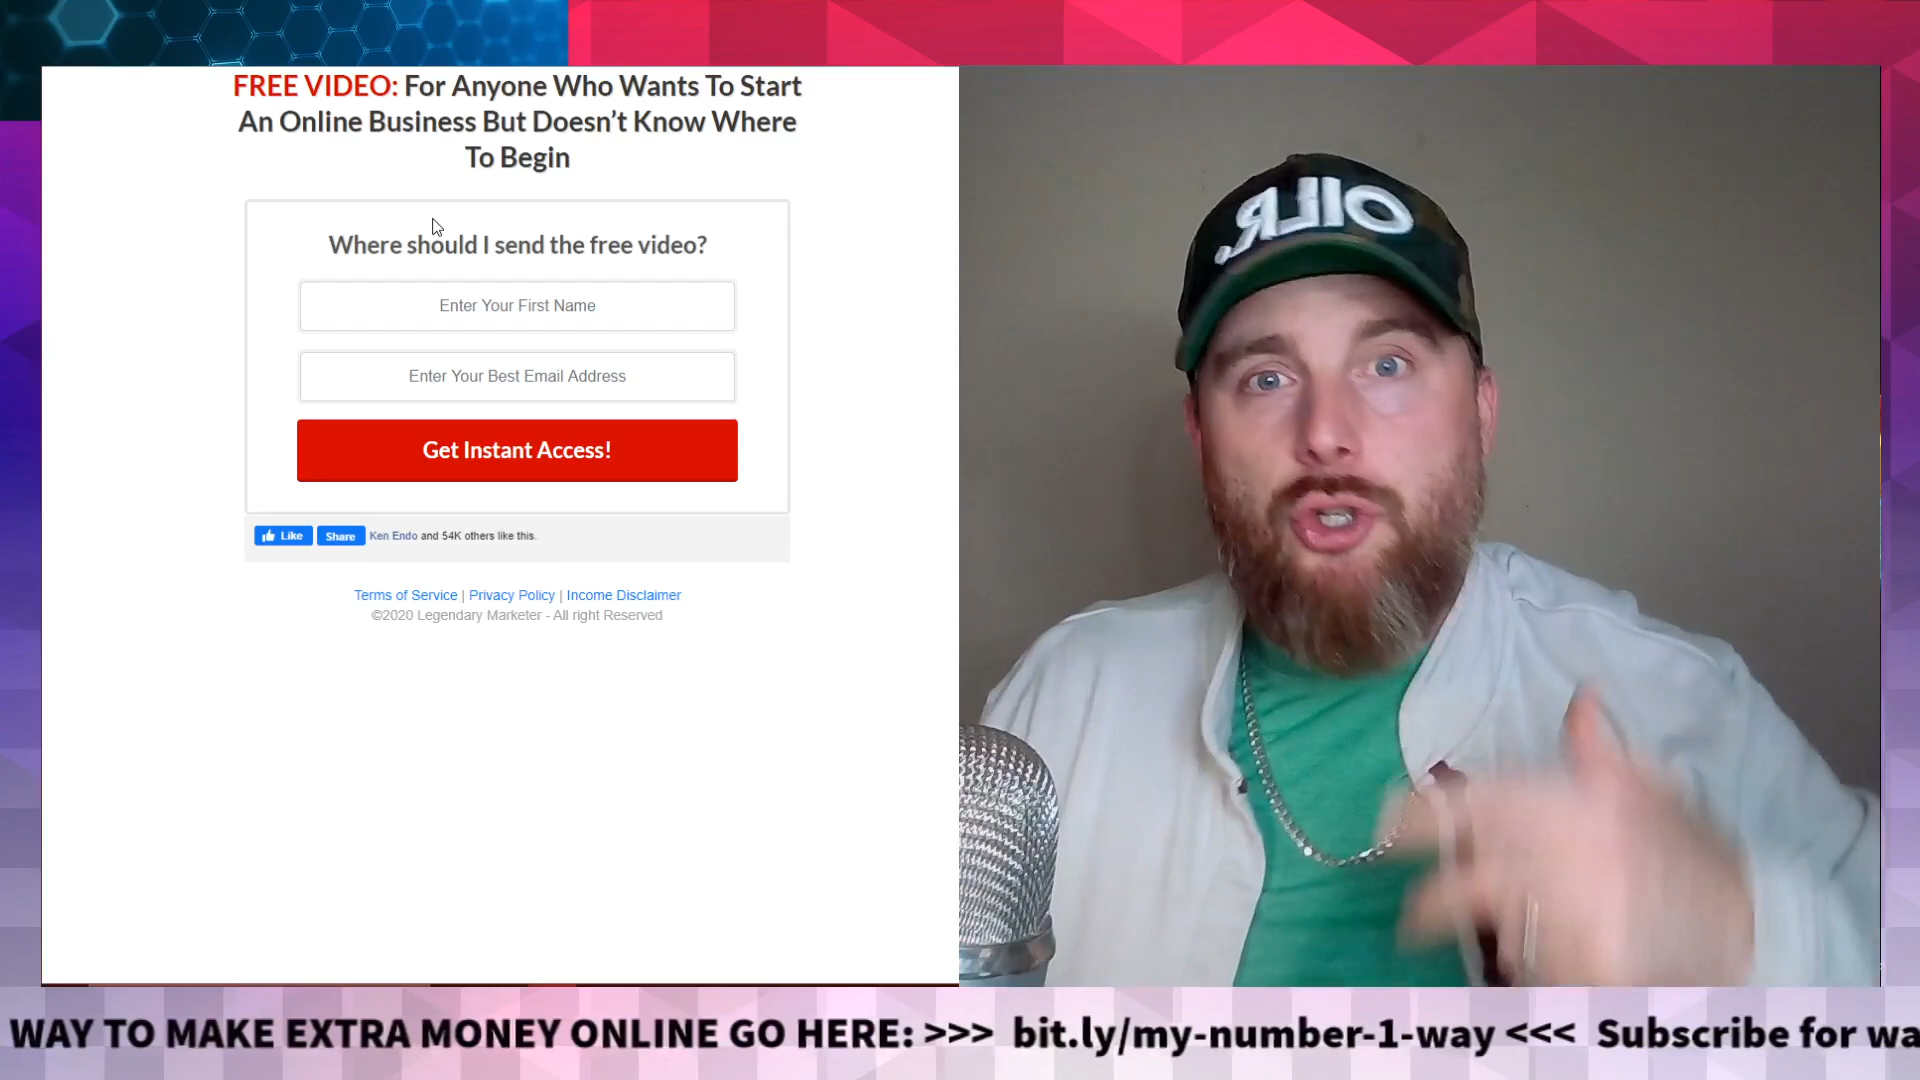 FREE VIDEO: For Anyone Who Wants To Start
An Online Business But Doesn’t Know Where
To Begin
Where should I send the free video?
Enter Your First Name
Enter Your Best Email Address
Get Instant Access!
Like Share Ken Endo and 54K others like this.
Terms of Service | Privacy Policy | Income Disclaimer
©2020 Legendary Marketer - All right Reserved
OILR.
WAY TO MAKE EXTRA MONEY ONLINE GO HERE: >>> bit.ly/my-number-1-way <<< Subscribe for wa